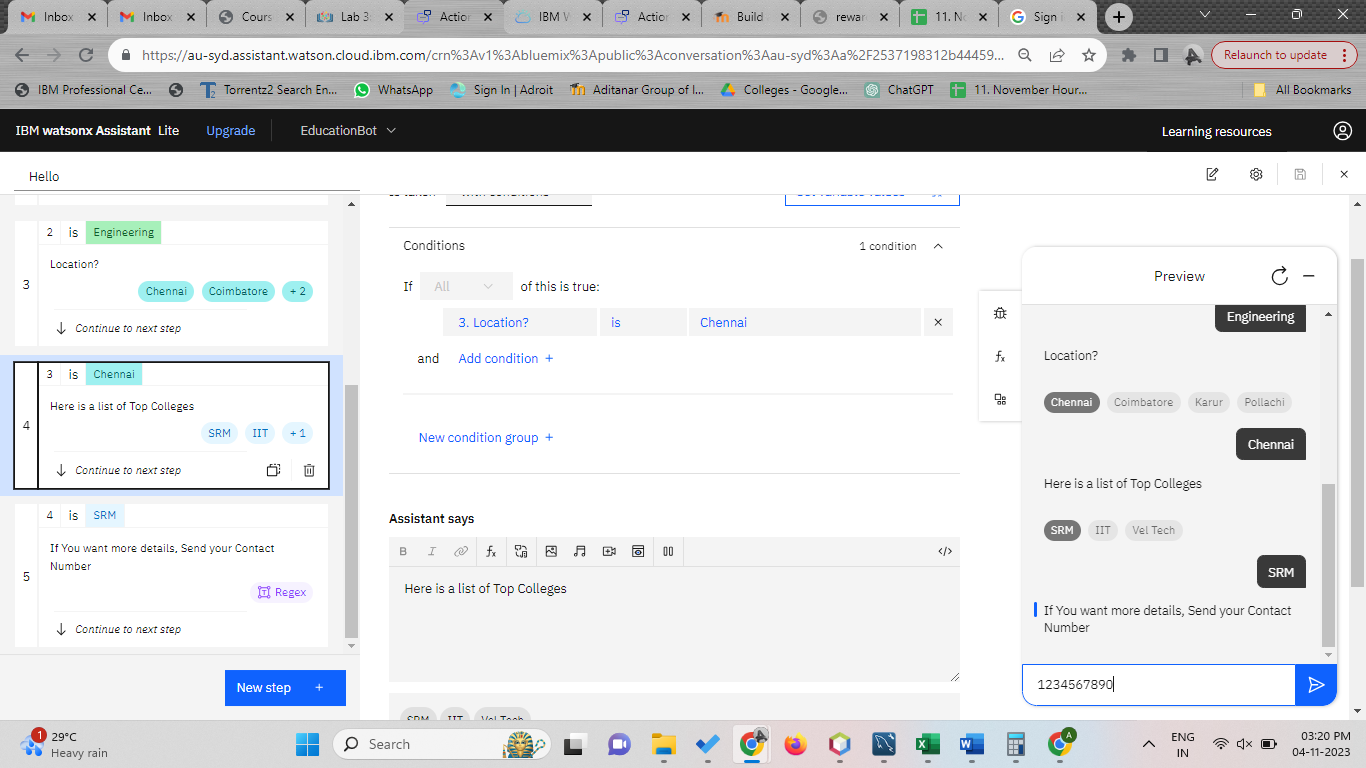 Inbox
Inbox
Cours
Lab 3
Action
IBM W
Action
Build
rewar
11. No
Sign i
https://au-syd.assistant.watson.cloud.ibm.com/crn%3Av1%3Abluemix%3Apublic%3Aconversation%3Aau-syd%3Aa%2F2537198312b44459...
Relaunch to update
IBM Professional Ce...
Torrentz2 Search En...
WhatsApp
Sign In | Adroit
Aditanar Group of I...
Colleges - Google...
ChatGPT
11. November Hour...
All Bookmarks
IBM watsonx Assistant Lite
Upgrade
EducationBot
Learning resources
Hello
2 is Engineering
3
Location?
Chennai Coimbatore + 2
Continue to next step
3 is Chennai
4
Here is a list of Top Colleges
SRM IIT + 1
Continue to next step
4 is SRM
5
If You want more details, Send your Contact
Number
Regex
Continue to next step
New step +
Conditions
1 condition
If All of this is true:
3. Location? is Chennai
and Add condition +
New condition group +
Assistant says
B I
Here is a list of Top Colleges
SRM IIT Vel Tech
Preview
Engineering
Location?
Chennai Coimbatore Karur Pollachi
Chennai
Here is a list of Top Colleges
SRM IIT Vel Tech
SRM
If You want more details, Send your Contact
Number
1234567890
1
29°C
Heavy rain
Search
A
ENG
IN
03:20 PM
04-11-2023